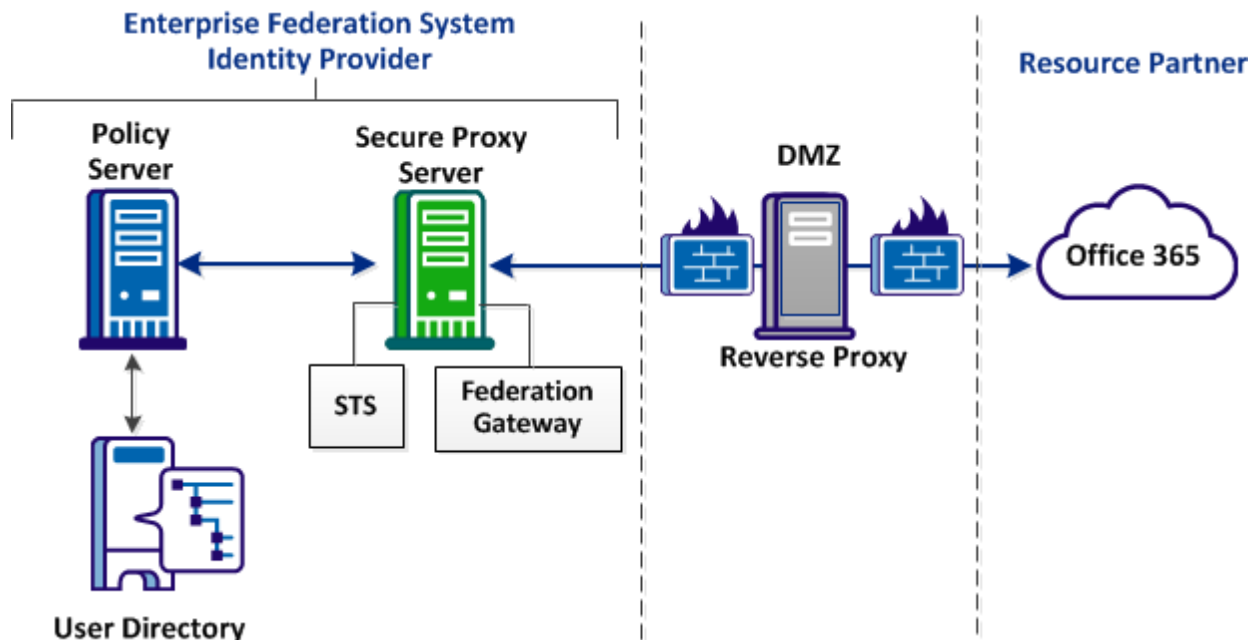 Enterprise Federation System
Identity Provider
Resource Partner
Policy
Server
Secure Proxy
Server
DMZ
Office 365
Reverse Proxy
STS
Federation
Gateway
User Directory